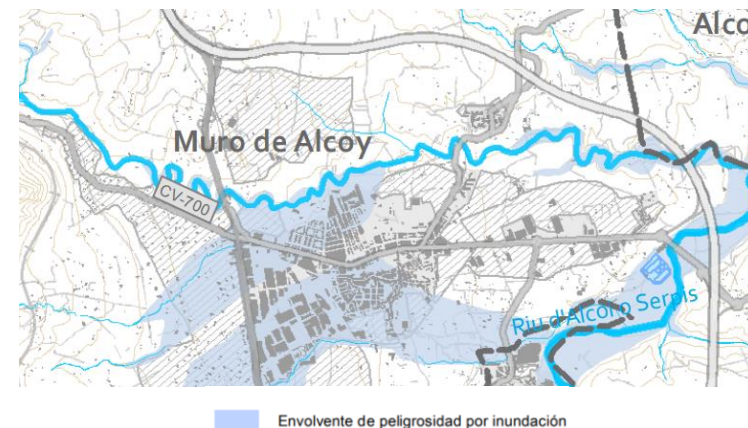 Alco
Muro de Alcoy
CV-700
Riu d'Alcoi o Serpis
Envolvente de peligrosidad por inundación